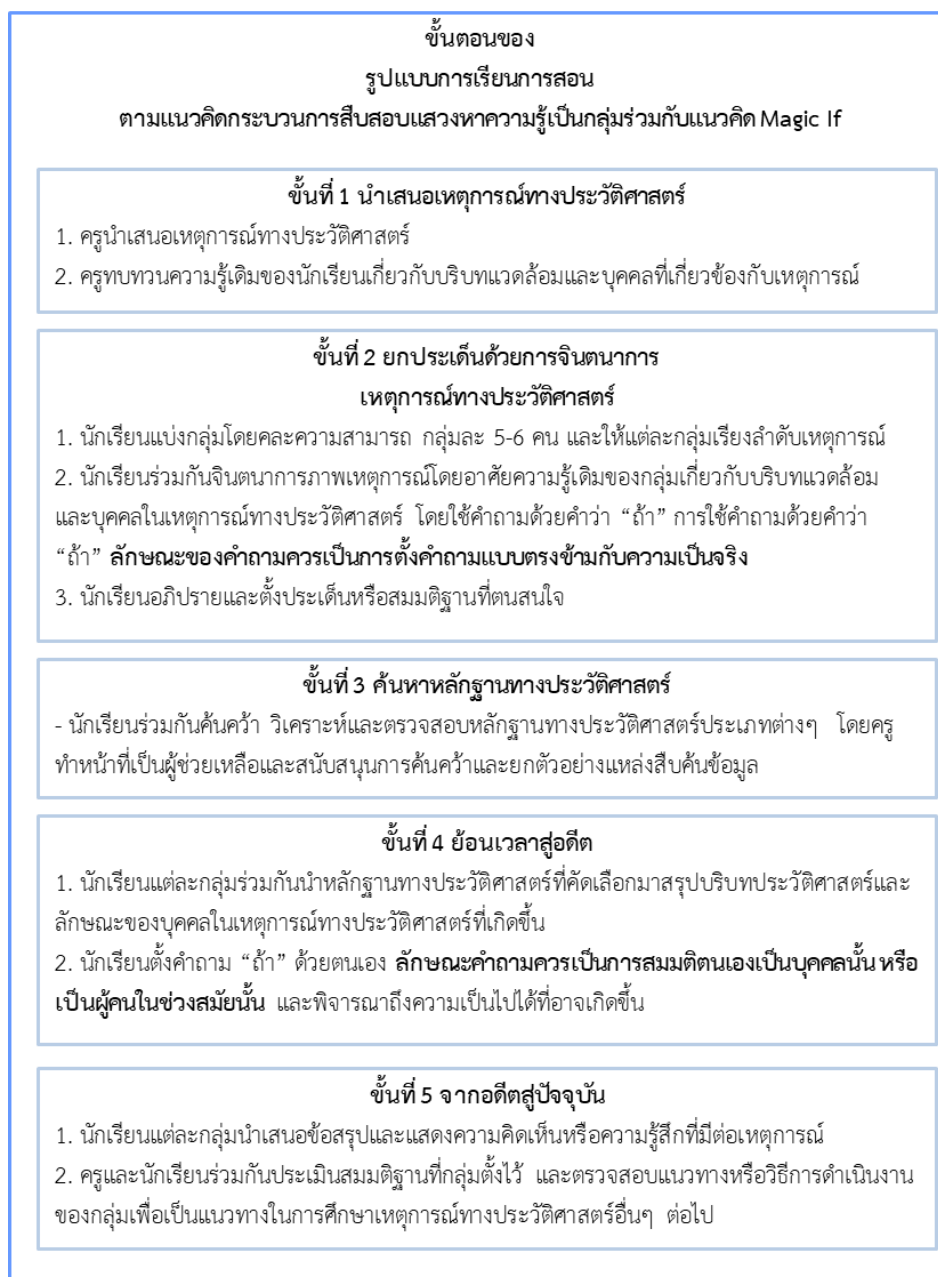 ขั้นตอนของ
รูปแบบการเรียนการสอน
ตามแนวคิดกระบวนการสืบสอบแสวงหาความรู้เป็นกลุ่มร่วมกับแนวคิด Magic If
ขั้นที่ 1 นำเสนอเหตุการณ์ทางประวัติศาสตร์
1. ครูนำเสนอเหตุการณ์ทางประวัติศาสตร์
2. ครูทบทวนความรู้เดิมของนักเรียนเกี่ยวกับบริบทแวดล้อมและบุคคลที่เกี่ยวข้องกับเหตุการณ์
ขั้นที่ 2 ยกประเด็นด้วยการจินตนาการ
เหตุการณ์ทางประวัติศาสตร์
1. นักเรียนแบ่งกลุ่มโดยคละความสามารถ กลุ่มละ 5-6 คน และให้แต่ละกลุ่มเรียงลำดับเหตุการณ์
2. นักเรียนร่วมกันจินตนาการภาพเหตุการณ์โดยอาศัยความรู้เดิมของกลุ่มเกี่ยวกับบริบทแวดล้อม
และบุคคลในเหตุการณ์ทางประวัติศาสตร์ โดยใช้คำถามด้วยคำว่า “ถ้า” การใช้คำถามด้วยคำว่า
“ถ้า” ลักษณะของคำถามควรเป็นการตั้งคำถามแบบตรงข้ามกับความเป็นจริง
3. นักเรียนอภิปรายและตั้งประเด็นหรือสมมติฐานที่ตนสนใจ
ขั้นที่ 3 ค้นหาหลักฐานทางประวัติศาสตร์
- นักเรียนร่วมกันค้นคว้า วิเคราะห์และตรวจสอบหลักฐานทางประวัติศาสตร์ประเภทต่างๆ โดยครู
ทำหน้าที่เป็นผู้ช่วยเหลือและสนับสนุนการค้นคว้าและยกตัวอย่างแหล่งสืบค้นข้อมูล
ขั้นที่ 4 ย้อนเวลาสู่อดีต
1. นักเรียนแต่ละกลุ่มร่วมกันนำหลักฐานทางประวัติศาสตร์ที่คัดเลือกมาสรุปบริบทประวัติศาสตร์และ
ลักษณะของบุคคลในเหตุการณ์ทางประวัติศาสตร์ที่เกิดขึ้น
2. นักเรียนตั้งคำถาม “ถ้า” ด้วยตนเอง ลักษณะคำถามควรเป็นการสมมติตนเองเป็นบุคคลนั้น หรือ
เป็นผู้คนในช่วงสมัยนั้น และพิจารณาถึงความเป็นไปได้ที่อาจเกิดขึ้น
ขั้นที่ 5 จากอดีตสู่ปัจจุบัน
1. นักเรียนแต่ละกลุ่มนำเสนอข้อสรุปและแสดงความคิดเห็นหรือความรู้สึกที่มีต่อเหตุการณ์
2. ครูและนักเรียนร่วมกันประเมินสมมติฐานที่กลุ่มตั้งไว้ และตรวจสอบแนวทางหรือวิธีการดำเนินงาน
ของกลุ่มเพื่อเป็นแนวทางในการศึกษาเหตุการณ์ทางประวัติศาสตร์อื่นๆ ต่อไป